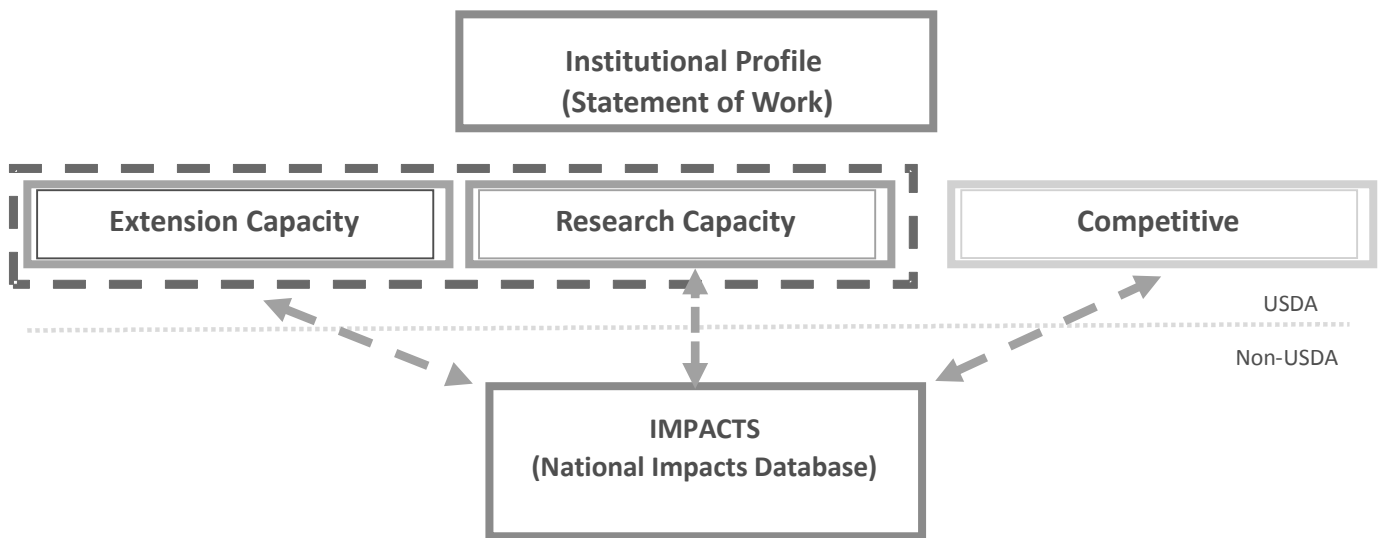 Institutional Profile
(Statement of Work)
Extension Capacity
Research Capacity
Competitive
USDA
Non-USDA
IMPACTS
(National Impacts Database)